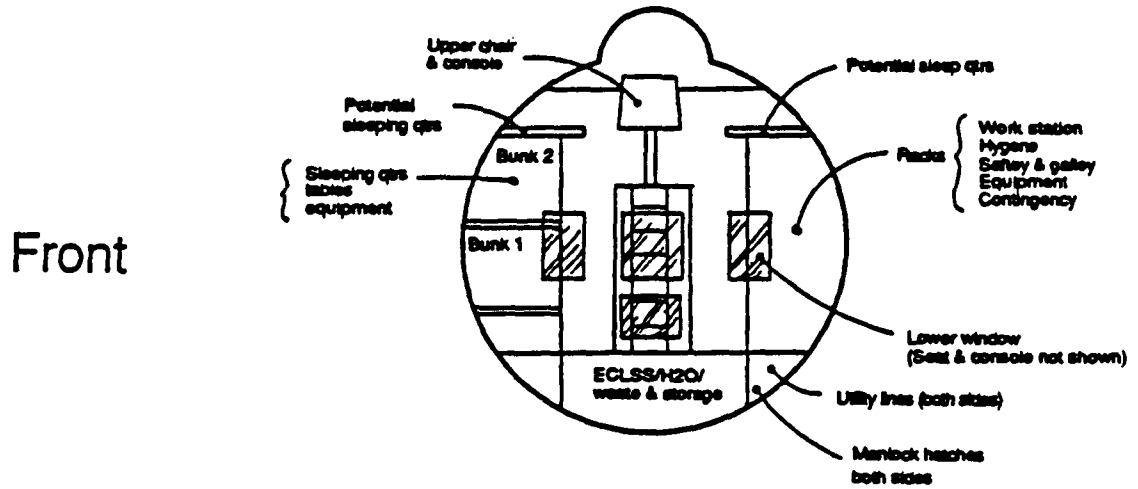 Upper chair
& console
Potential sleep qtrs
Potential
sleeping qtrs
Work station
Hygene
Saftey & galley
Equipment
Contingency
Racks
Bunk 2
Sleeping qtrs
tables
equipment
Front
Bunk 1
Lower window
(Seat & console not shown)
ECLSS/H2O/
waste & storage
Utility lines (both sides)
Manlock hatches
both sides